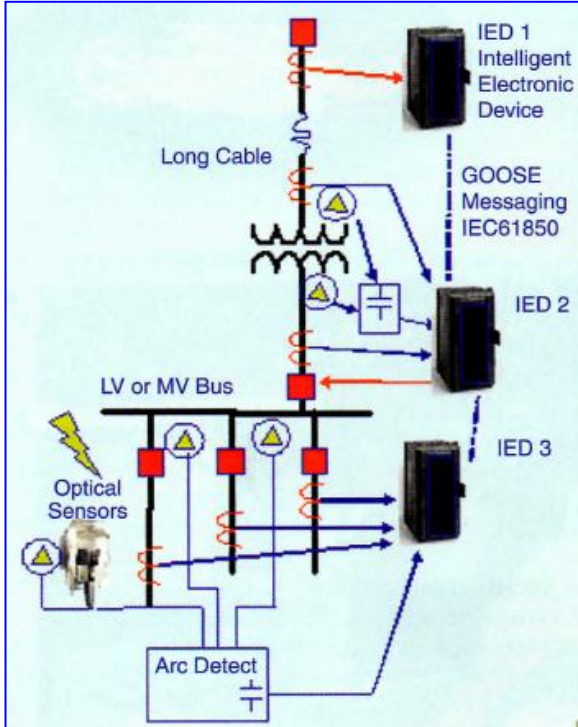 IED 1
Intelligent
Electronic
Device
Long Cable
GOOSE
Messaging
IEC61850
IED 2
LV or MV Bus
IED 3
Optical
Sensors
Arc Detect